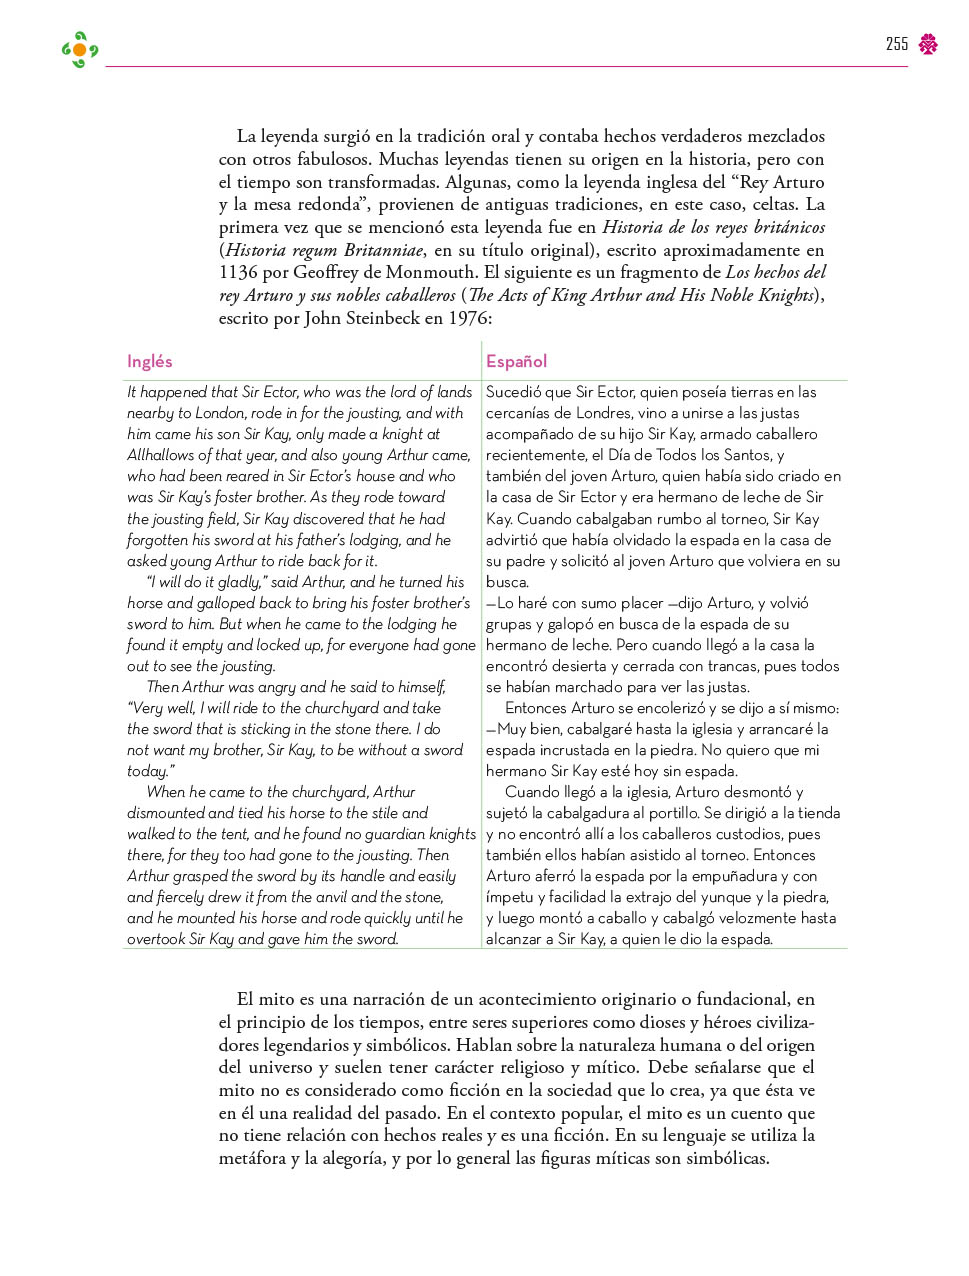 255
La leyenda surgió en la tradición oral y contaba hechos verdaderos mezclados
con otros fabulosos. Muchas leyendas tienen su origen en la historia, pero con
el tiempo son transformadas. Algunas, como la leyenda inglesa del “Rey Arturo
y la mesa redonda”, provienen de antiguas tradiciones, en este caso, celtas. La
primera vez que se mencionó esta leyenda fue en Historia de los reyes británicos
(Historia regum Britanniae, en su título original), escrito aproximadamente en
1136 por Geoffrey de Monmouth. El siguiente es un fragmento de Los hechos del
rey Arturo y sus nobles caballeros (The Acts of King Arthur and His Noble Knights),
escrito por John Steinbeck en 1976:
Inglés
It happened that Sir Ector, who was the lord of lands
nearby to London, rode in for the jousting, and with
him came his son Sir Kay, only made a knight at
Allhallows of that year, and also young Arthur came,
who had been reared in Sir Ector’s house and who
was Sir Kay’s foster brother. As they rode toward
the jousting field, Sir Kay discovered that he had
forgotten his sword at his father’s lodging, and he
asked young Arthur to ride back for it.
“I will do it gladly,” said Arthur, and he turned his
horse and galloped back to bring his foster brother’s
sword to him. But when he came to the lodging he
found it empty and locked up, for everyone had gone
out to see the jousting.
Then Arthur was angry and he said to himself,
“Very well, I will ride to the churchyard and take
the sword that is sticking in the stone there. I do
not want my brother, Sir Kay, to be without a sword
today.”
When he came to the churchyard, Arthur
dismounted and tied his horse to the stile and
walked to the tent, and he found no guardian knights
there, for they too had gone to the jousting. Then
Arthur grasped the sword by its handle and easily
and fiercely drew it from the anvil and the stone,
and he mounted his horse and rode quickly until he
overtook Sir Kay and gave him the sword.
Español
Sucedió que Sir Ector, quien poseía tierras en las
cercanías de Londres, vino a unirse a las justas
acompañado de su hijo Sir Kay, armado caballero
recientemente, el Día de Todos los Santos, y
también del joven Arturo, quien había sido criado en
la casa de Sir Ector y era hermano de leche de Sir
Kay. Cuando cabalgaban rumbo al torneo, Sir Kay
advirtió que había olvidado la espada en la casa de
su padre y solicitó al joven Arturo que volviera en su
busca.
—Lo haré con sumo placer —dijo Arturo, y volvió
grupas y galopó en busca de la espada de su
hermano de leche. Pero cuando llegó a la casa la
encontró desierta y cerrada con trancas, pues todos
se habían marchado para ver las justas.
Entonces Arturo se encolerizó y se dijo a sí mismo:
—Muy bien, cabalgaré hasta la iglesia y arrancaré la
espada incrustada en la piedra. No quiero que mi
hermano Sir Kay esté hoy sin espada.
Cuando llegó a la iglesia, Arturo desmontó y
sujetó la cabalgadura al portillo. Se dirigió a la tienda
y no encontró allí a los caballeros custodios, pues
también ellos habían asistido al torneo. Entonces
Arturo aferró la espada por la empuñadura y con
ímpetu y facilidad la extrajo del yunque y la piedra,
y luego montó a caballo y cabalgó velozmente hasta
alcanzar a Sir Kay, a quien le dio la espada.
El mito es una narración de un acontecimiento originario o fundacional, en
el principio de los tiempos, entre seres superiores como dioses y héroes civiliza-
dores legendarios y simbólicos. Hablan sobre la naturaleza humana o del origen
del universo y suelen tener carácter religioso y mítico. Debe señalarse que el
mito no es considerado como ficción en la sociedad que lo crea, ya que ésta ve
en él una realidad del pasado. En el contexto popular, el mito es un cuento que
no tiene relación con hechos reales y es una ficción. En su lenguaje se utiliza la
metáfora y la alegoría, y por lo general las figuras míticas son simbólicas.